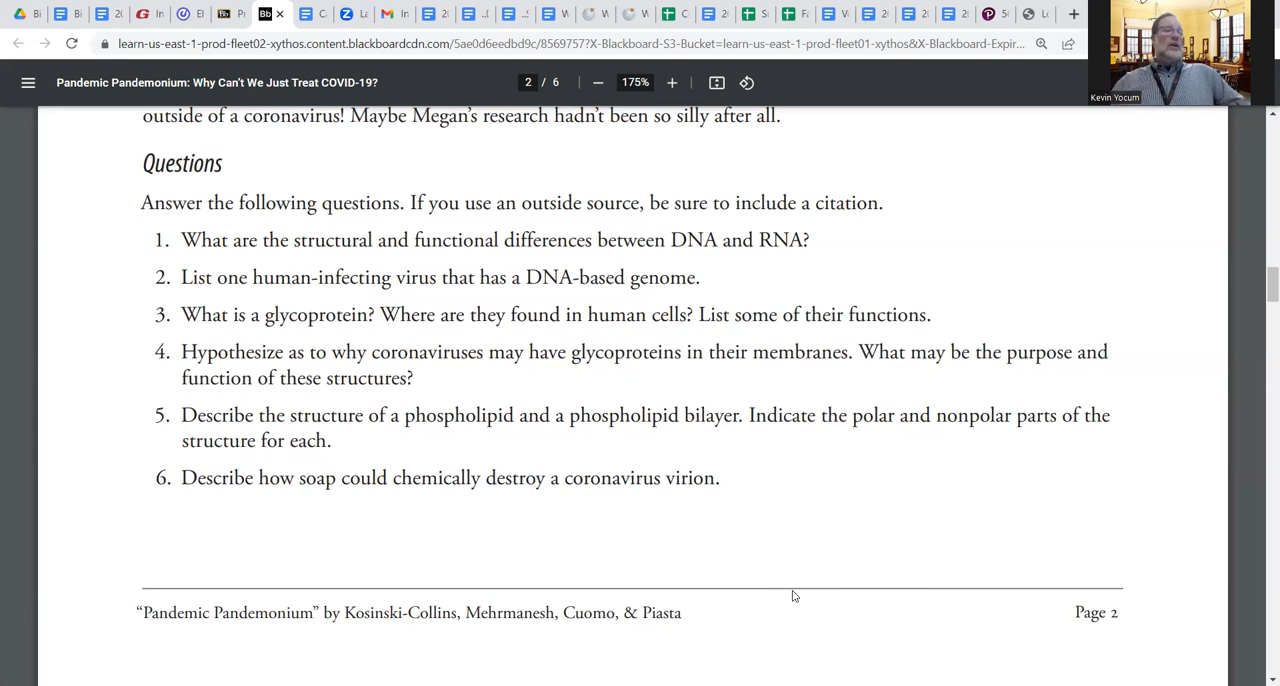 learn-us-east-1-prod-fleet02-xythos.content.blackboardcdn.com/5dd0d6eedbd9c/8569757?X-Blackboard-S3-Bucket=learn-us-east-1-prod-fleet01-xythos&X-Blackboard-Expir...
Kevin Yocum
Pandemic Pandemonium: Why Can't We Just Treat COVID-19? 2 / 6 175%
outside of a coronavirus! Maybe Megan's research hadn't been so silly after all.
Questions
Answer the following questions. If you use an outside source, be sure to include a citation.
1. What are the structural and functional differences between DNA and RNA?
2. List one human-infecting virus that has a DNA-based genome.
3. What is a glycoprotein? Where are they found in human cells? List some of their functions.
4. Hypothesize as to why coronaviruses may have glycoproteins in their membranes. What may be the purpose and
function of these structures?
5. Describe the structure of a phospholipid and a phospholipid bilayer. Indicate the polar and nonpolar parts of the
structure for each.
6. Describe how soap could chemically destroy a coronavirus virion.
"Pandemic Pandemonium" by Kosinski-Collins, Mehrmanesh, Cuomo, & Piasta Page 2